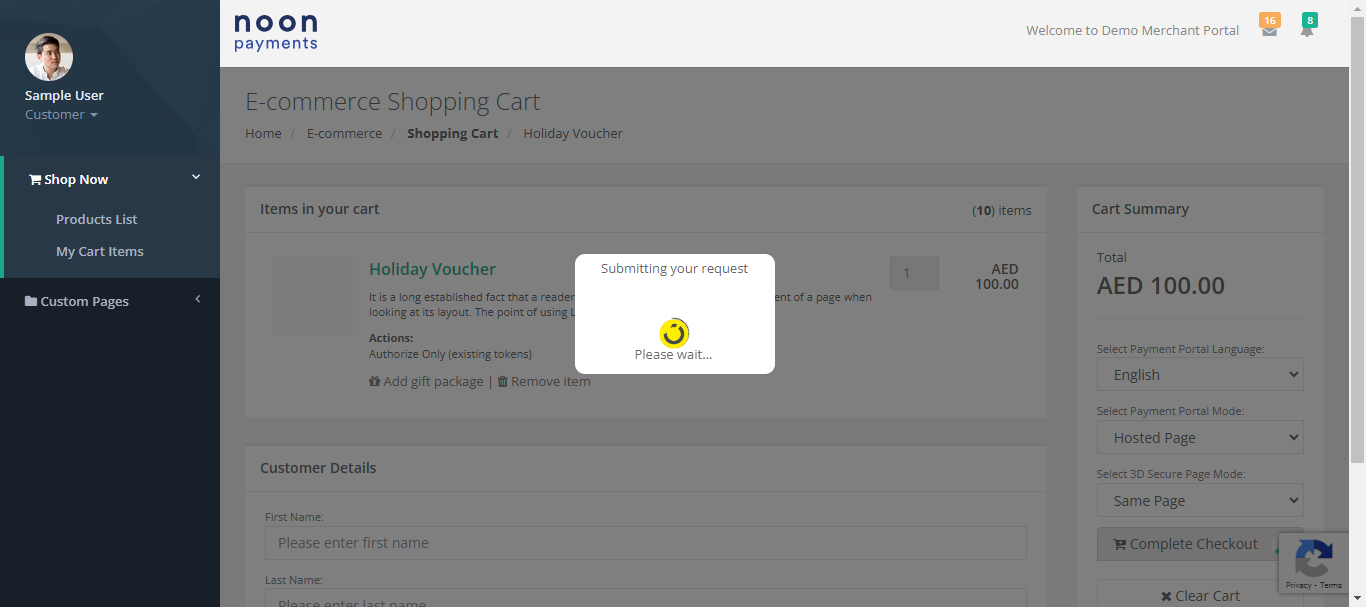 noon
payments
Welcome to Demo Merchant Portal
16
8
Sample User
Customer
Shop Now
Products List
My Cart Items
Custom Pages
E-commerce Shopping Cart
Home / E-commerce / Shopping Cart / Holiday Voucher
Items in your cart
(10) items
Holiday Voucher
It is a long established fact that a reader
ent of a page when
looking at its layout. The point of using L
Actions:
Authorize Only (existing tokens)
Add gift package | Remove item
1
AED
100.00
Submitting your request
Please wait...
Customer Details
First Name:
Please enter first name
Last Name:
Please enter last name
Cart Summary
Total
AED 100.00
Select Payment Portal Language:
English
Select Payment Portal Mode:
Hosted Page
Select 3D Secure Page Mode:
Same Page
Complete Checkout
Clear Cart
Privacy - Terms